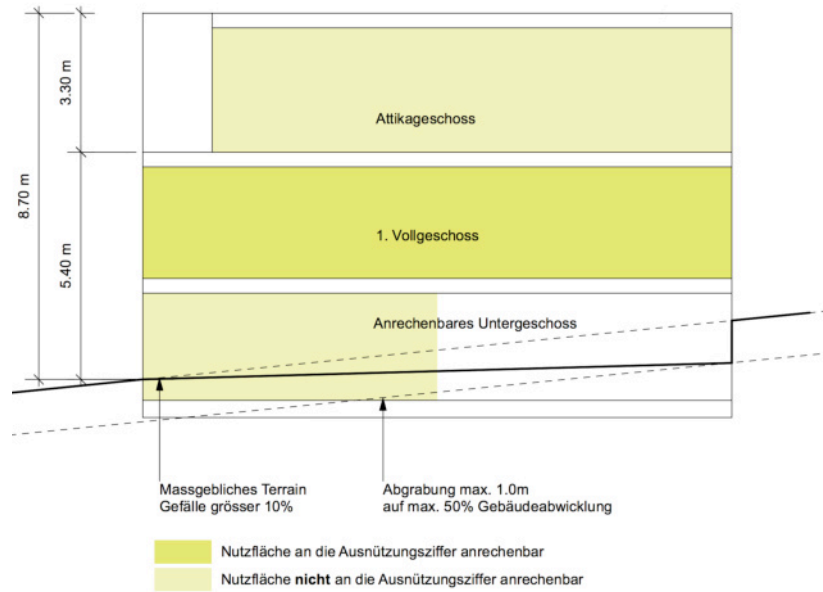 3.30 m
Attikageschoss
8.70 m
1. Vollgeschoss
5.40 m
Anrechenbares Untergeschoss
Massgebliches Terrain
Gefälle grösser 10%
Abgrabung max. 1.0m
auf max. 50% Gebäudeabwicklung
Nutzfläche an die Ausnützungsziffer anrechenbar
Nutzfläche nicht an die Ausnützungsziffer anrechenbar